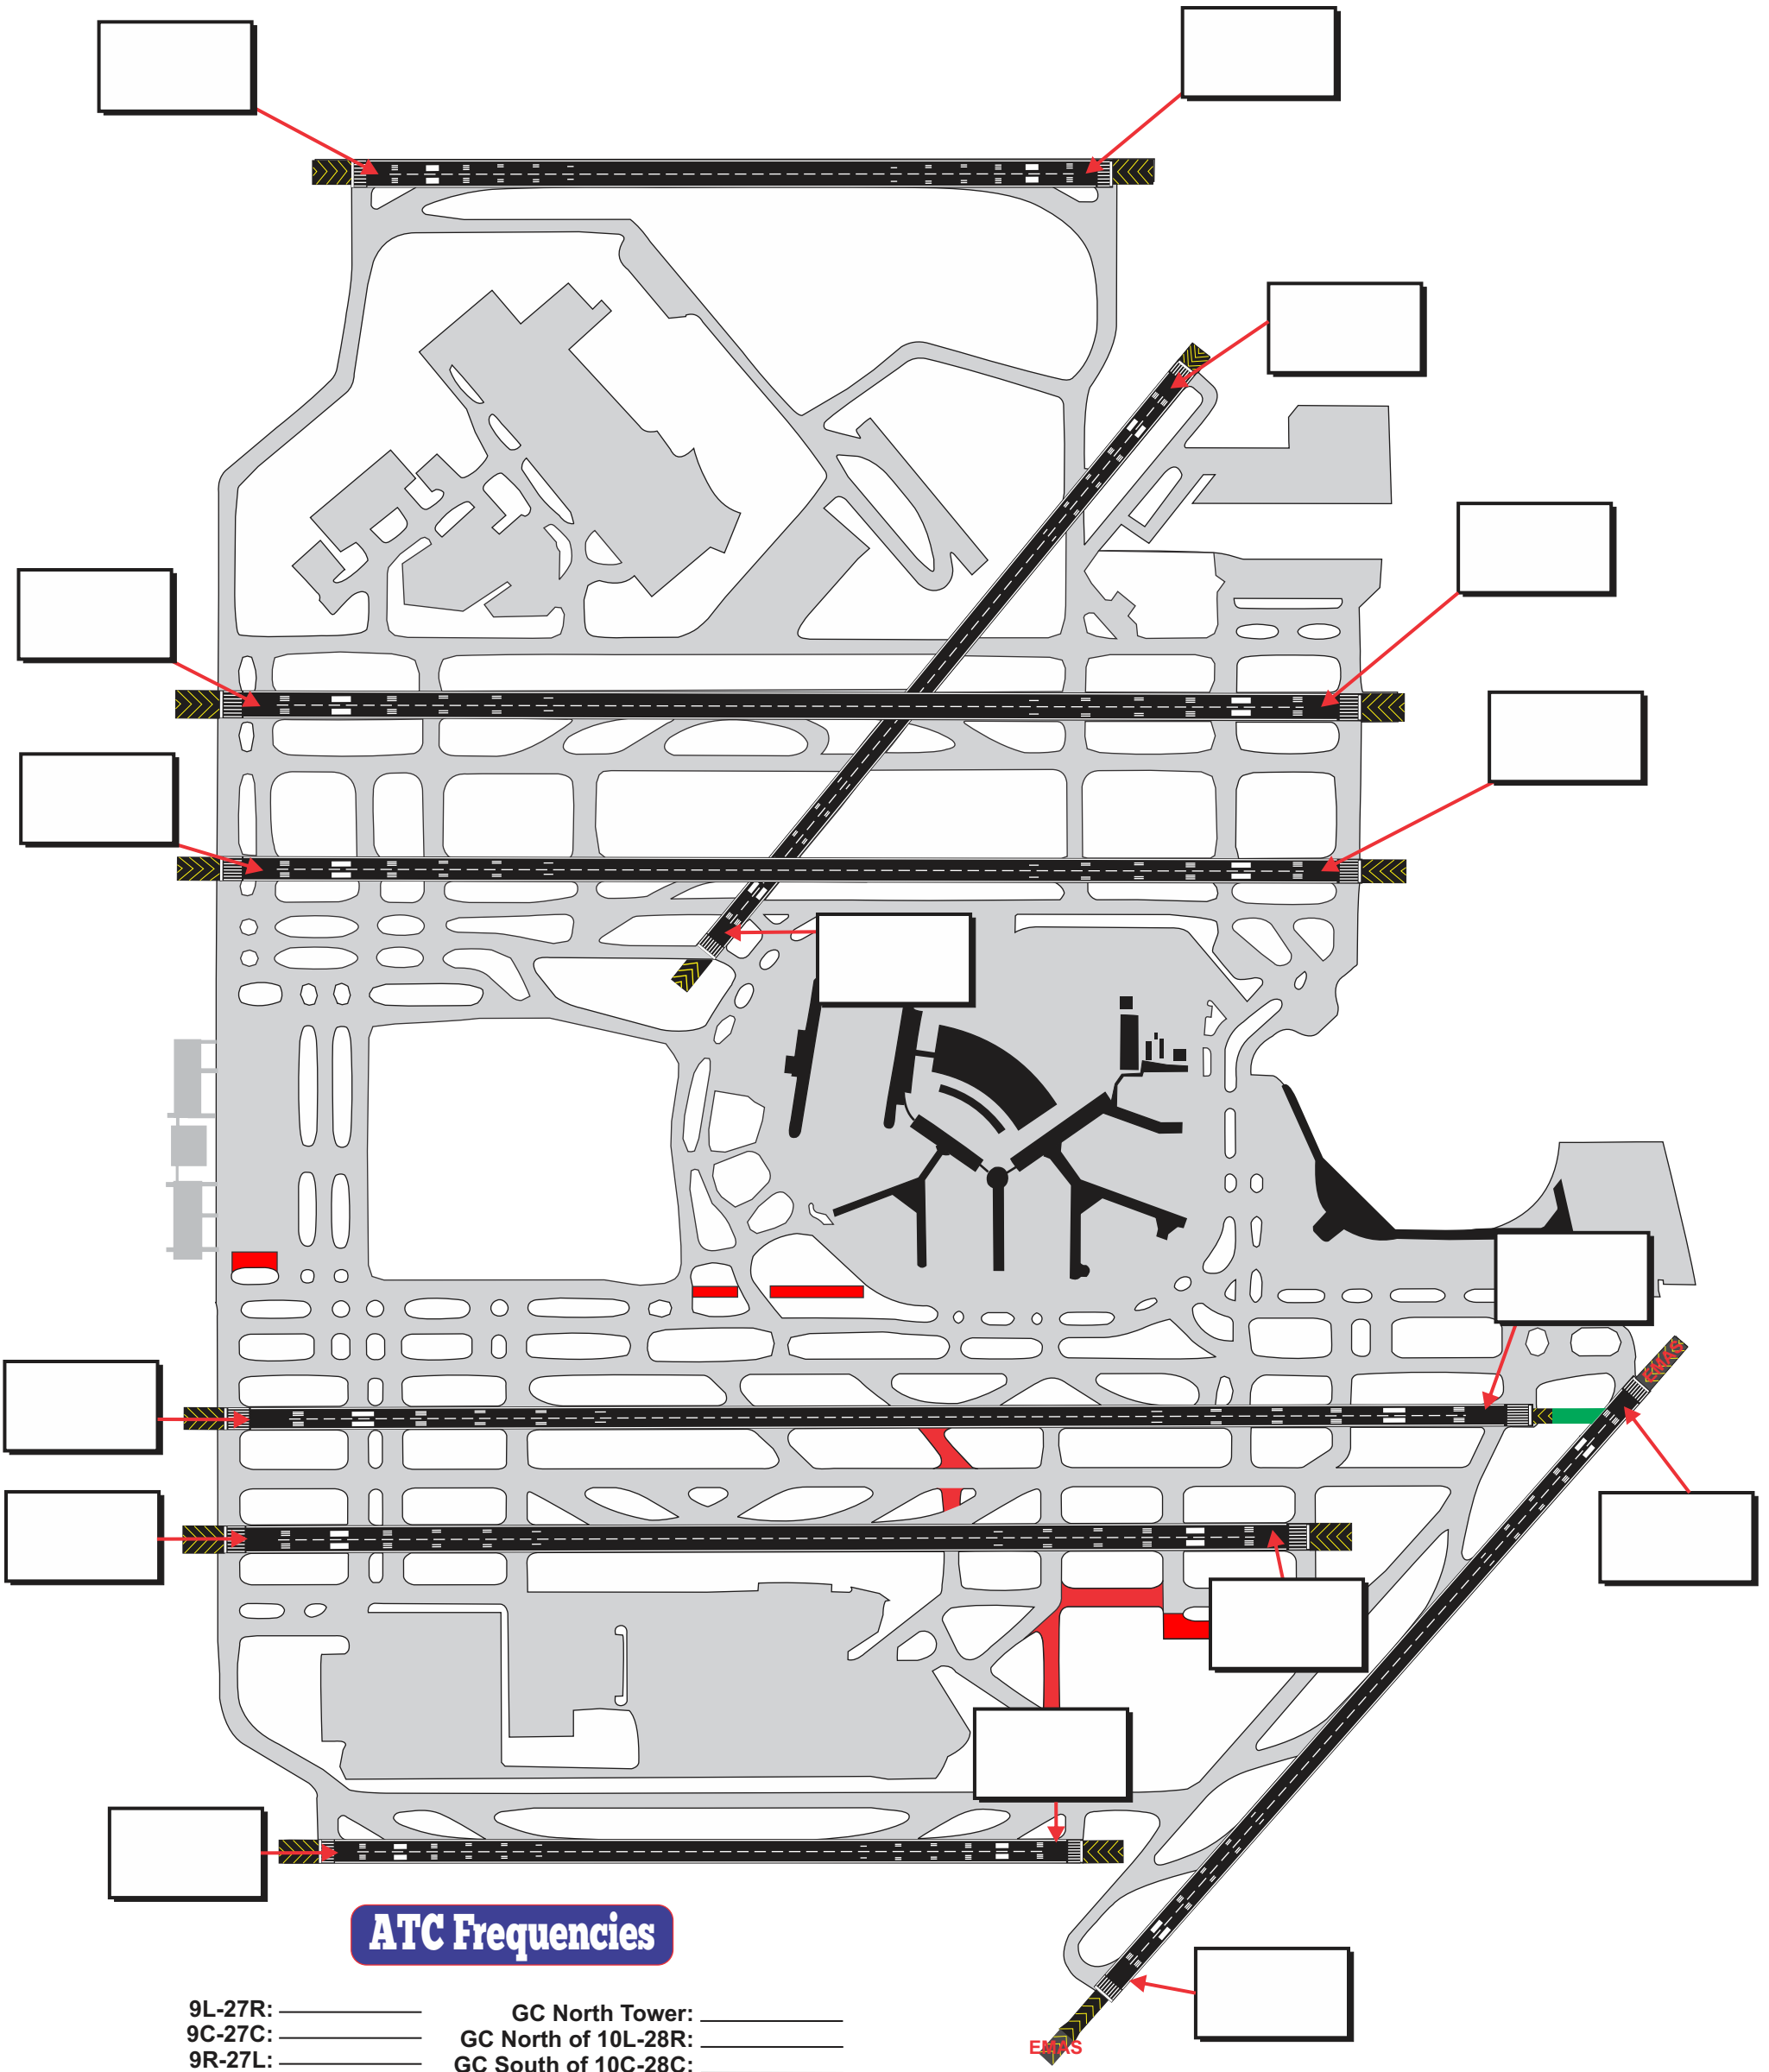 EMAS
ATC Frequencies
9L-27R:
9C-27C:
9R-27L:
GC North Tower:
GC North of 10L-28R:
GC South of 10C-28C:
EMAS